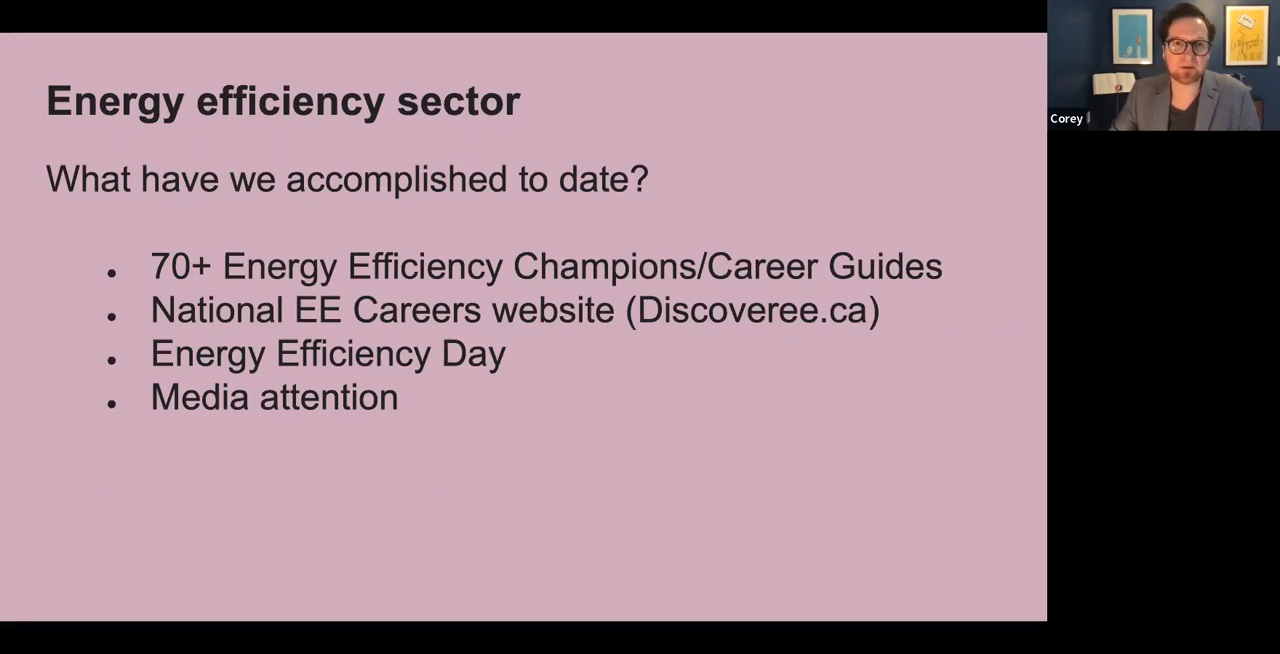 Energy efficiency sector
What have we accomplished to date?
• 70+ Energy Efficiency Champions/Career Guides
• National EE Careers website (Discoveree.ca)
• Energy Efficiency Day
• Media attention
Corey